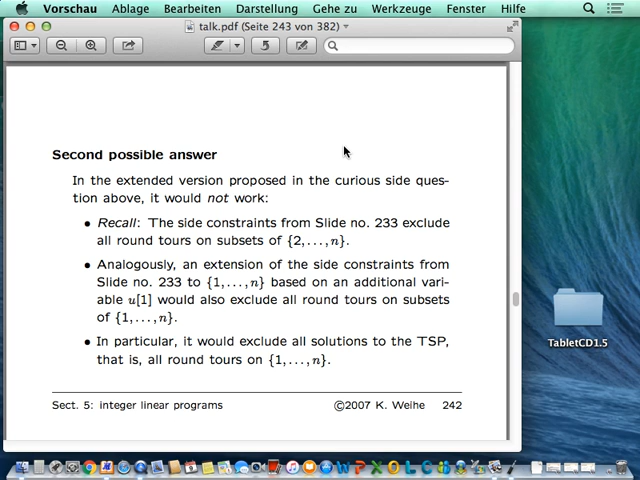 Vorschau Ablage Bearbeiten Darstellung Gehe zu Werkzeuge Fenster Hilfe
talk.pdf (Seite 243 von 382)
Second possible answer
In the extended version proposed in the curious side ques-
tion above, it would not work:
• Recall: The side constraints from Slide no. 233 exclude
all round tours on subsets of {2,...,n}.
• Analogously, an extension of the side constraints from
Slide no. 233 to {1,...,n} based on an additional vari-
able u[1] would also exclude all round tours on subsets
of {1,...,n}.
• In particular, it would exclude all solutions to the TSP,
that is, all round tours on {1,...,n}.
Sect. 5: integer linear programs ©2007 K. Weihe 242
TabletCD1.5